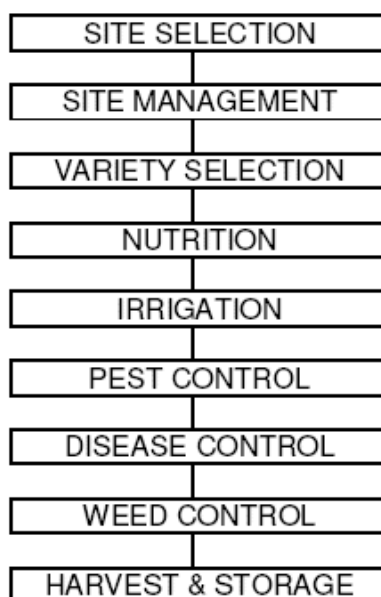 SITE SELECTION
SITE MANAGEMENT
VARIETY SELECTION
NUTRITION
IRRIGATION
PEST CONTROL
DISEASE CONTROL
WEED CONTROL
HARVEST & STORAGE